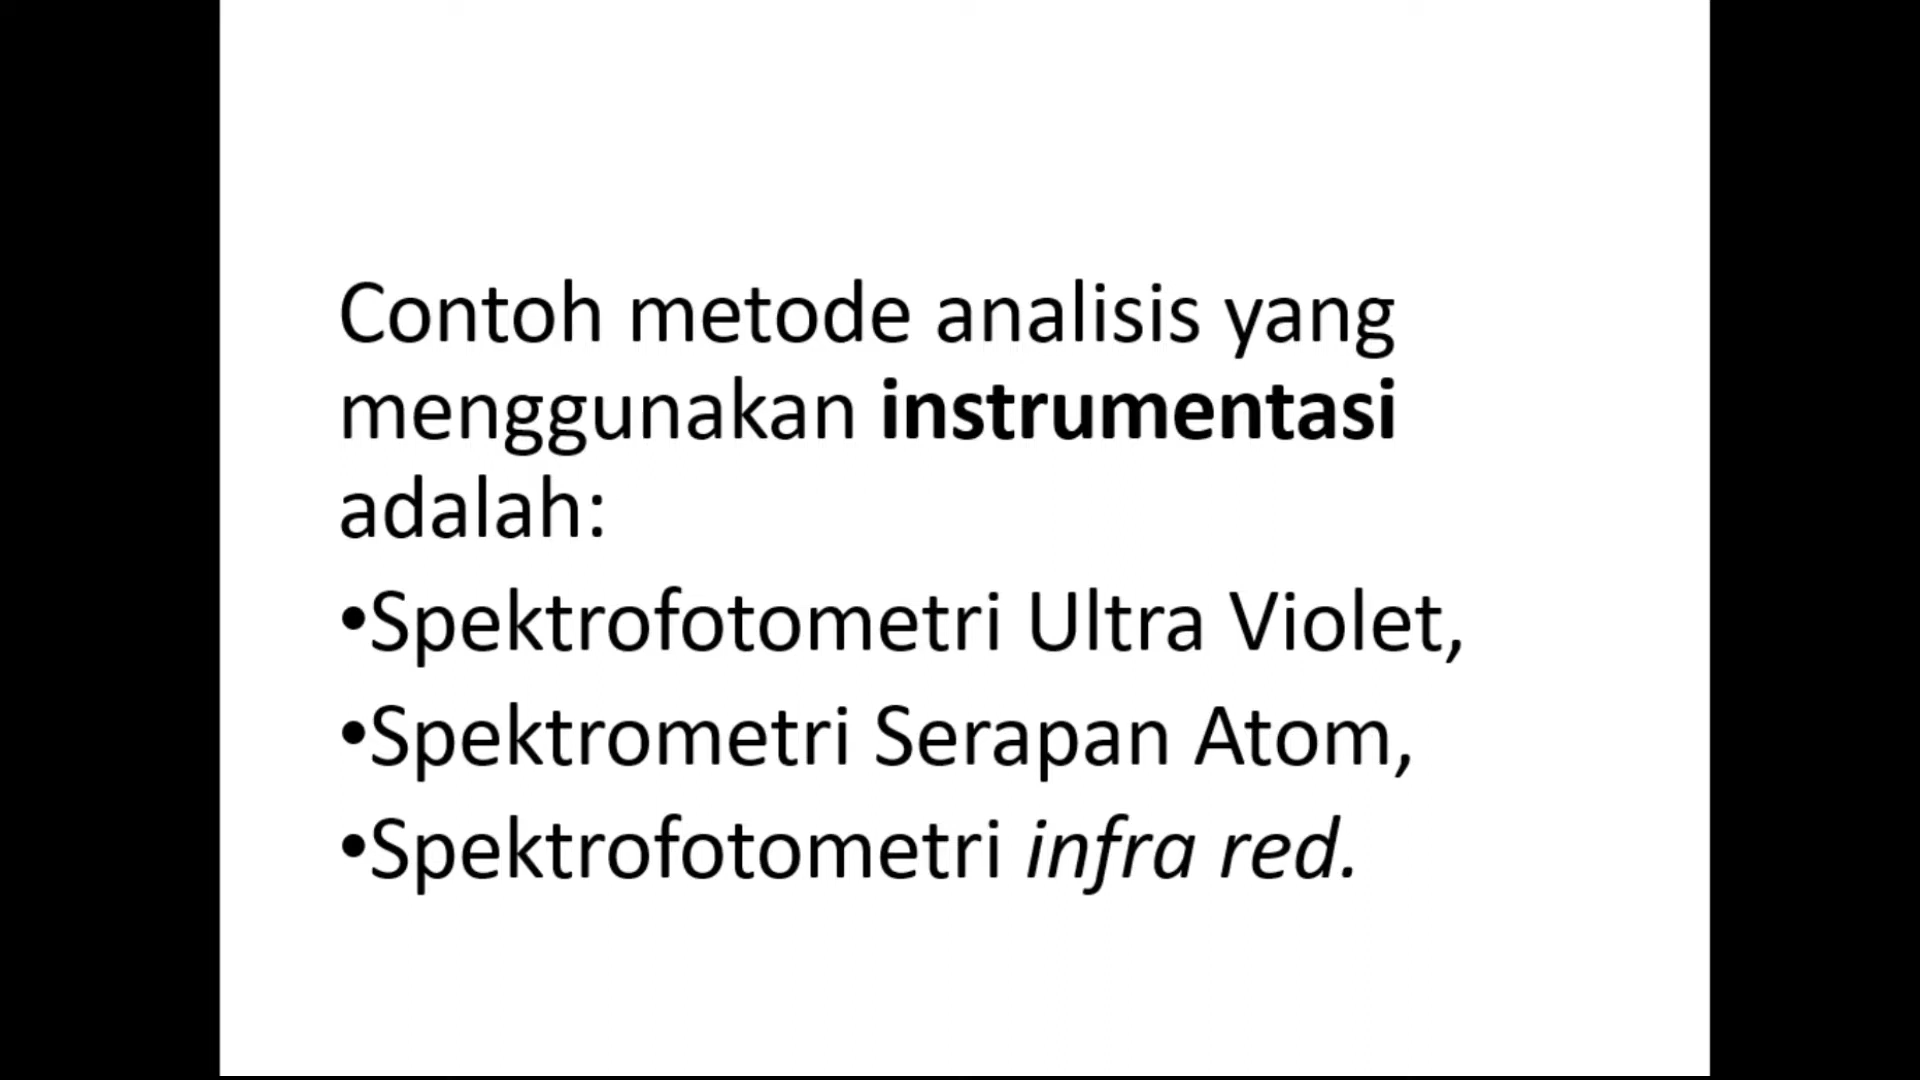 Contoh metode analisis yang
menggunakan instrumentasi
adalah:
•Spektrofotometri Ultra Violet,
•Spektrometri Serapan Atom,
•Spektrofotometri infra red.